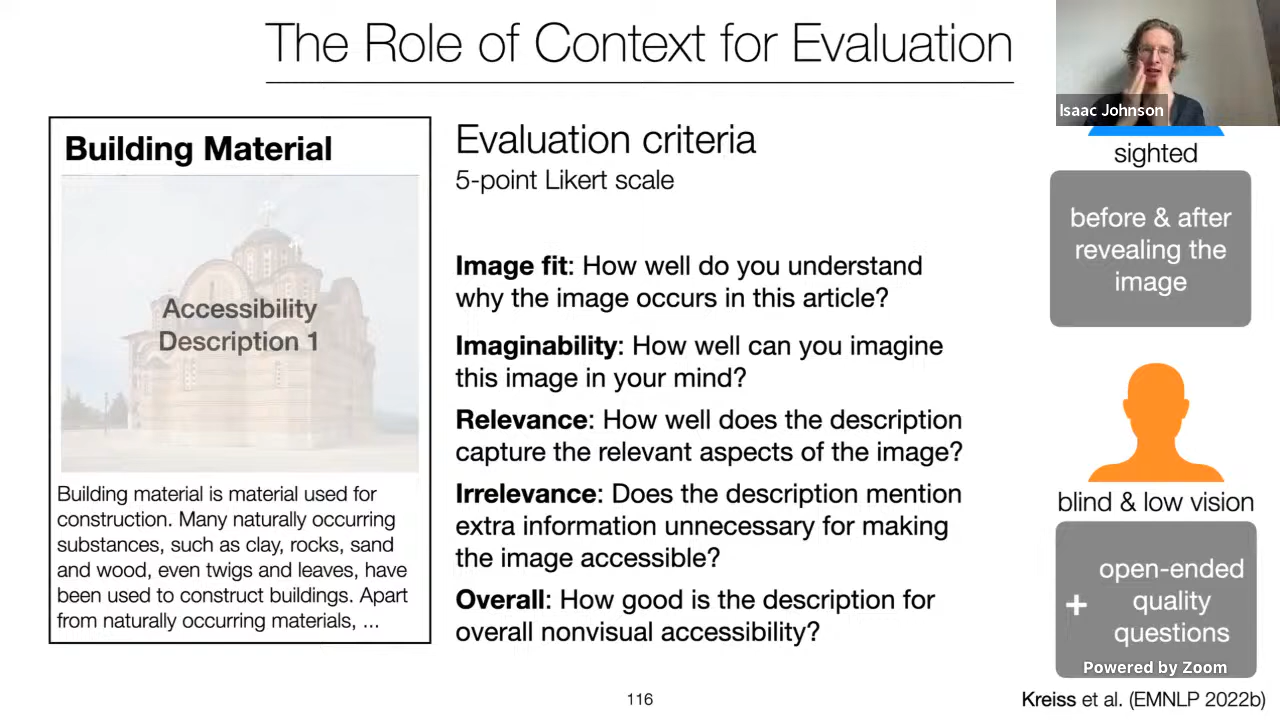 The Role of Context for Evaluation
Isaac Johnson
Building Material
Accessibility
Description 1
Building material is material used for
construction. Many naturally occurring
substances, such as clay, rocks, sand
and wood, even twigs and leaves, have
been used to construct buildings. Apart
from naturally occurring materials, ...
Evaluation criteria
5-point Likert scale
Image fit: How well do you understand
why the image occurs in this article?
Imaginability: How well can you imagine
this image in your mind?
Relevance: How well does the description
capture the relevant aspects of the image?
Irrelevance: Does the description mention
extra information unnecessary for making
the image accessible?
Overall: How good is the description for
overall nonvisual accessibility?
sighted
before & after
revealing the
image
blind & low vision
+ open-ended
quality
questions
Powered by Zoom
116
Kreiss et al. (EMNLP 2022b)